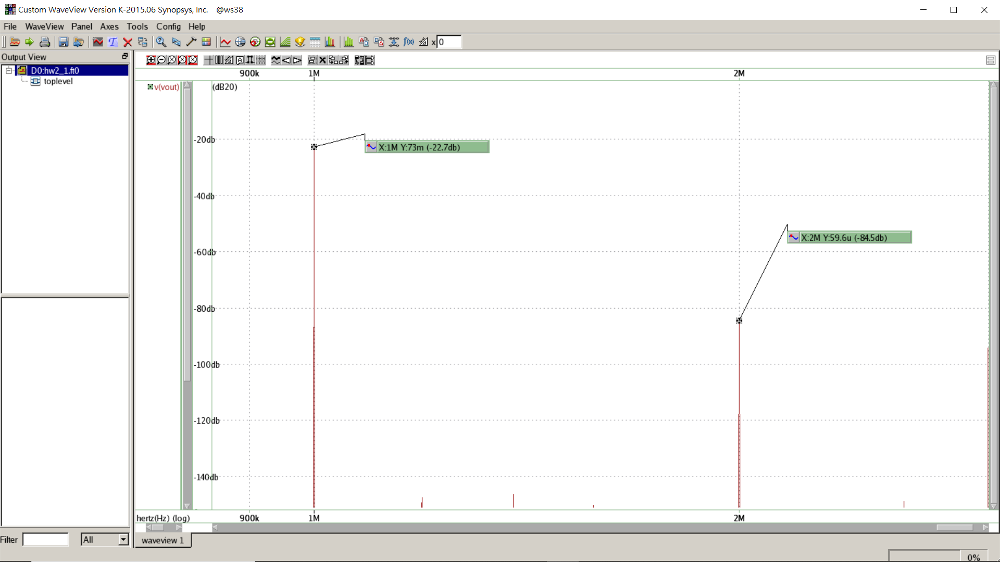 Custom WaveView Version K-2015.06 Synopsys, Inc. @ws38
File WaveView Panel Axes Tools Config Help
x 0
Output View
D0:hw2_1.ft0
toplevel
900k 1M 2M
v(vout)
(dB20)
-20db
X:1M Y:73m (-22.7db)
-40db
X:2M Y:59.6u (-84.5db)
-60db
-80db
-100db
-120db
-140db
hertz(Hz) (log) 900k 1M 2M
Filter All
waveview 1
0%